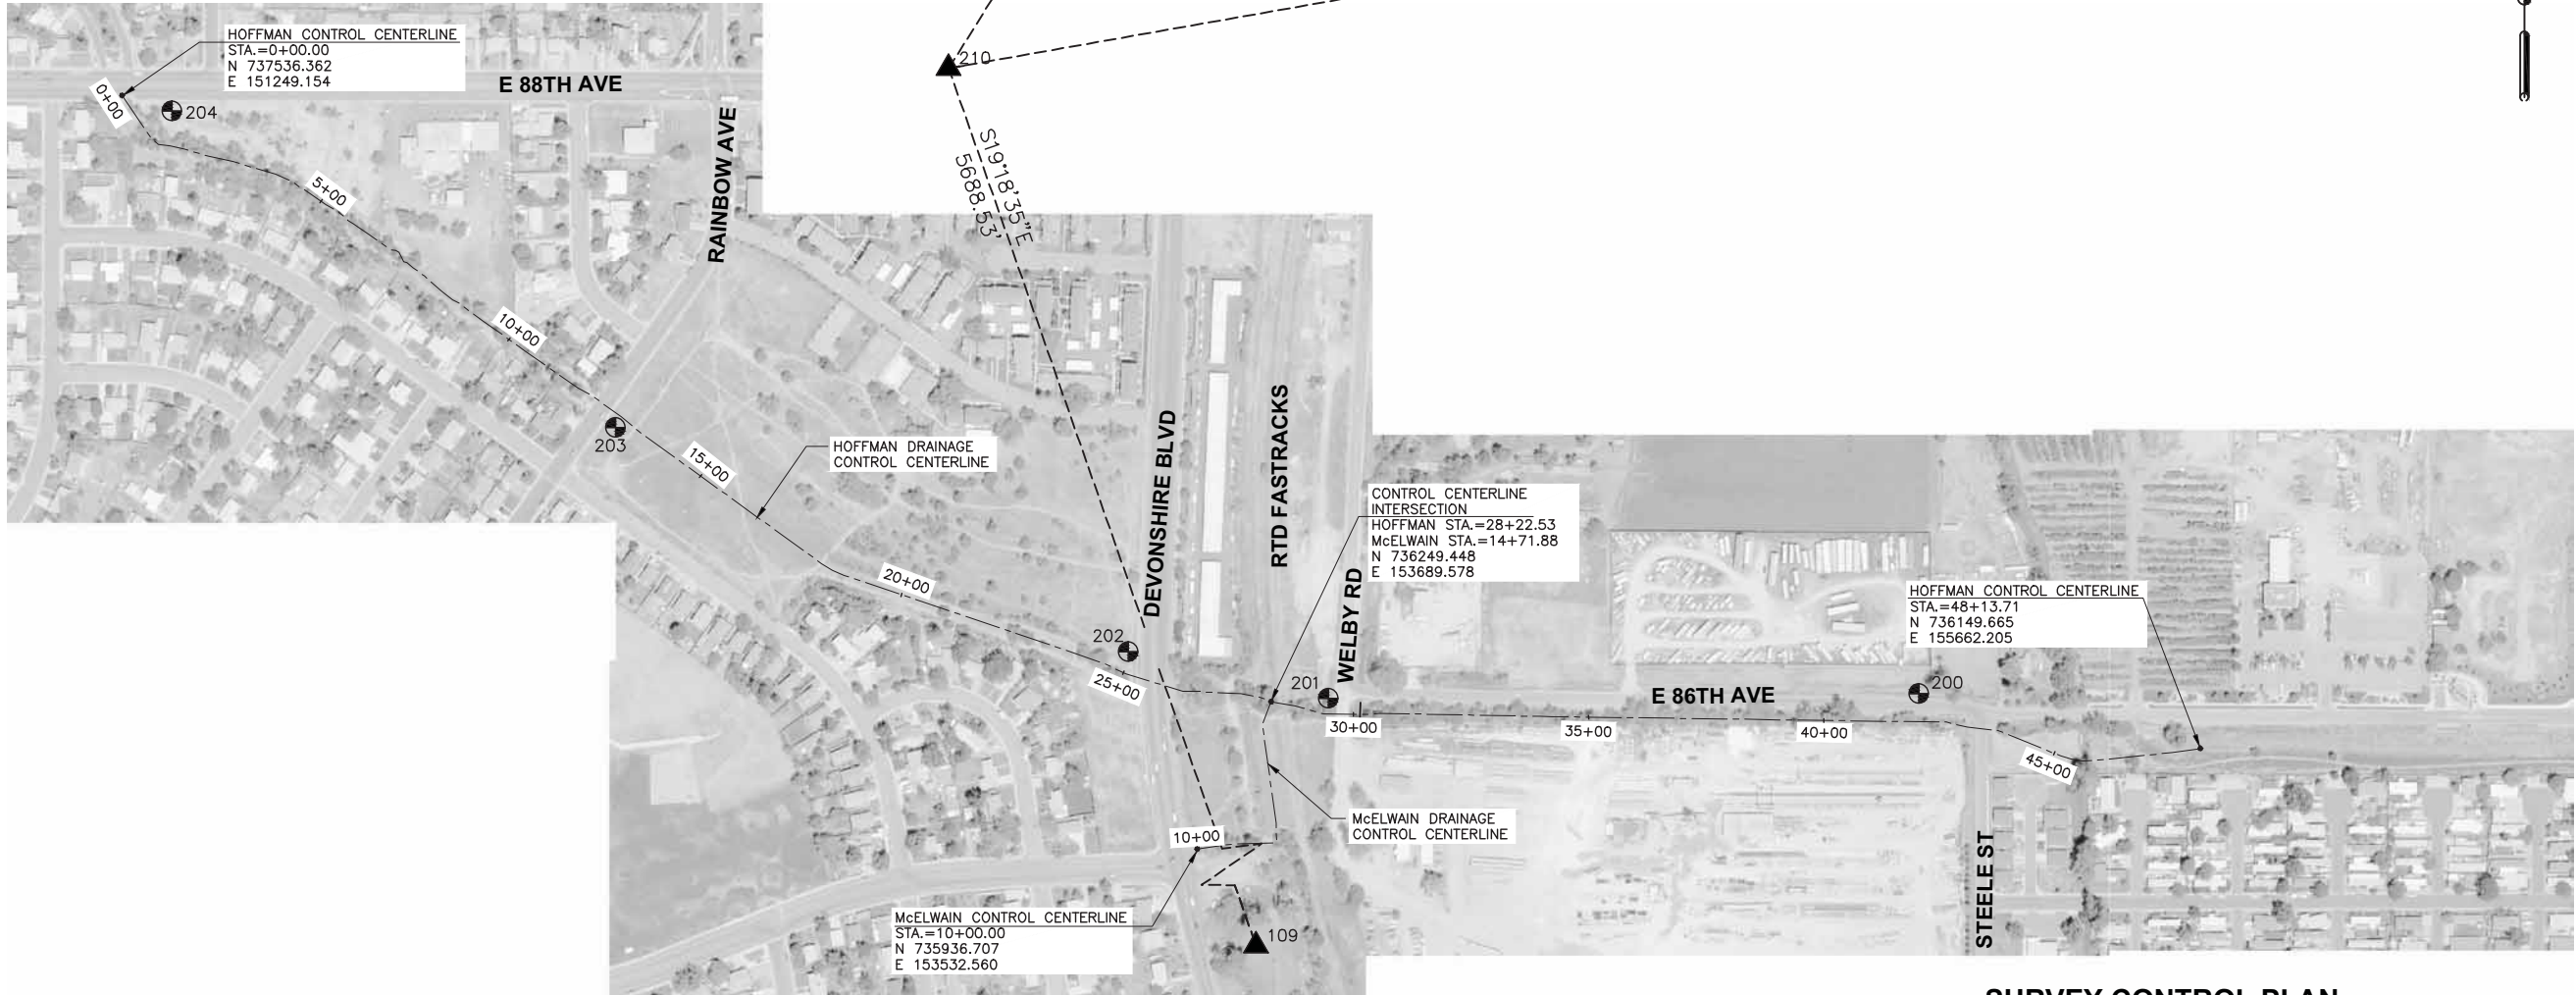 HOFFMAN CONTROL CENTERLINE
STA.=0+00.00
N 737536.362
E 151249.154
E 88TH AVE
210
0+00
204
RAINBOW AVE
S19°18'35"E
5688.53'
5+00
10+00
203
15+00
HOFFMAN DRAINAGE
CONTROL CENTERLINE
DEVONSHIRE BLVD
RTD FASTRACKS
CONTROL CENTERLINE
INTERSECTION
HOFFMAN STA.=28+22.53
McELWAIN STA.=14+71.88
N 736249.448
E 153689.578
20+00
WELBY RD
HOFFMAN CONTROL CENTERLINE
STA.=48+13.71
N 736149.665
E 155662.205
202
25+00
201
E 86TH AVE
200
30+00
35+00
40+00
45+00
10+00
McELWAIN DRAINAGE
CONTROL CENTERLINE
STEELE ST
McELWAIN CONTROL CENTERLINE
STA.=10+00.00
N 735936.707
E 153532.560
109
SURVEY CONTROL PLAN